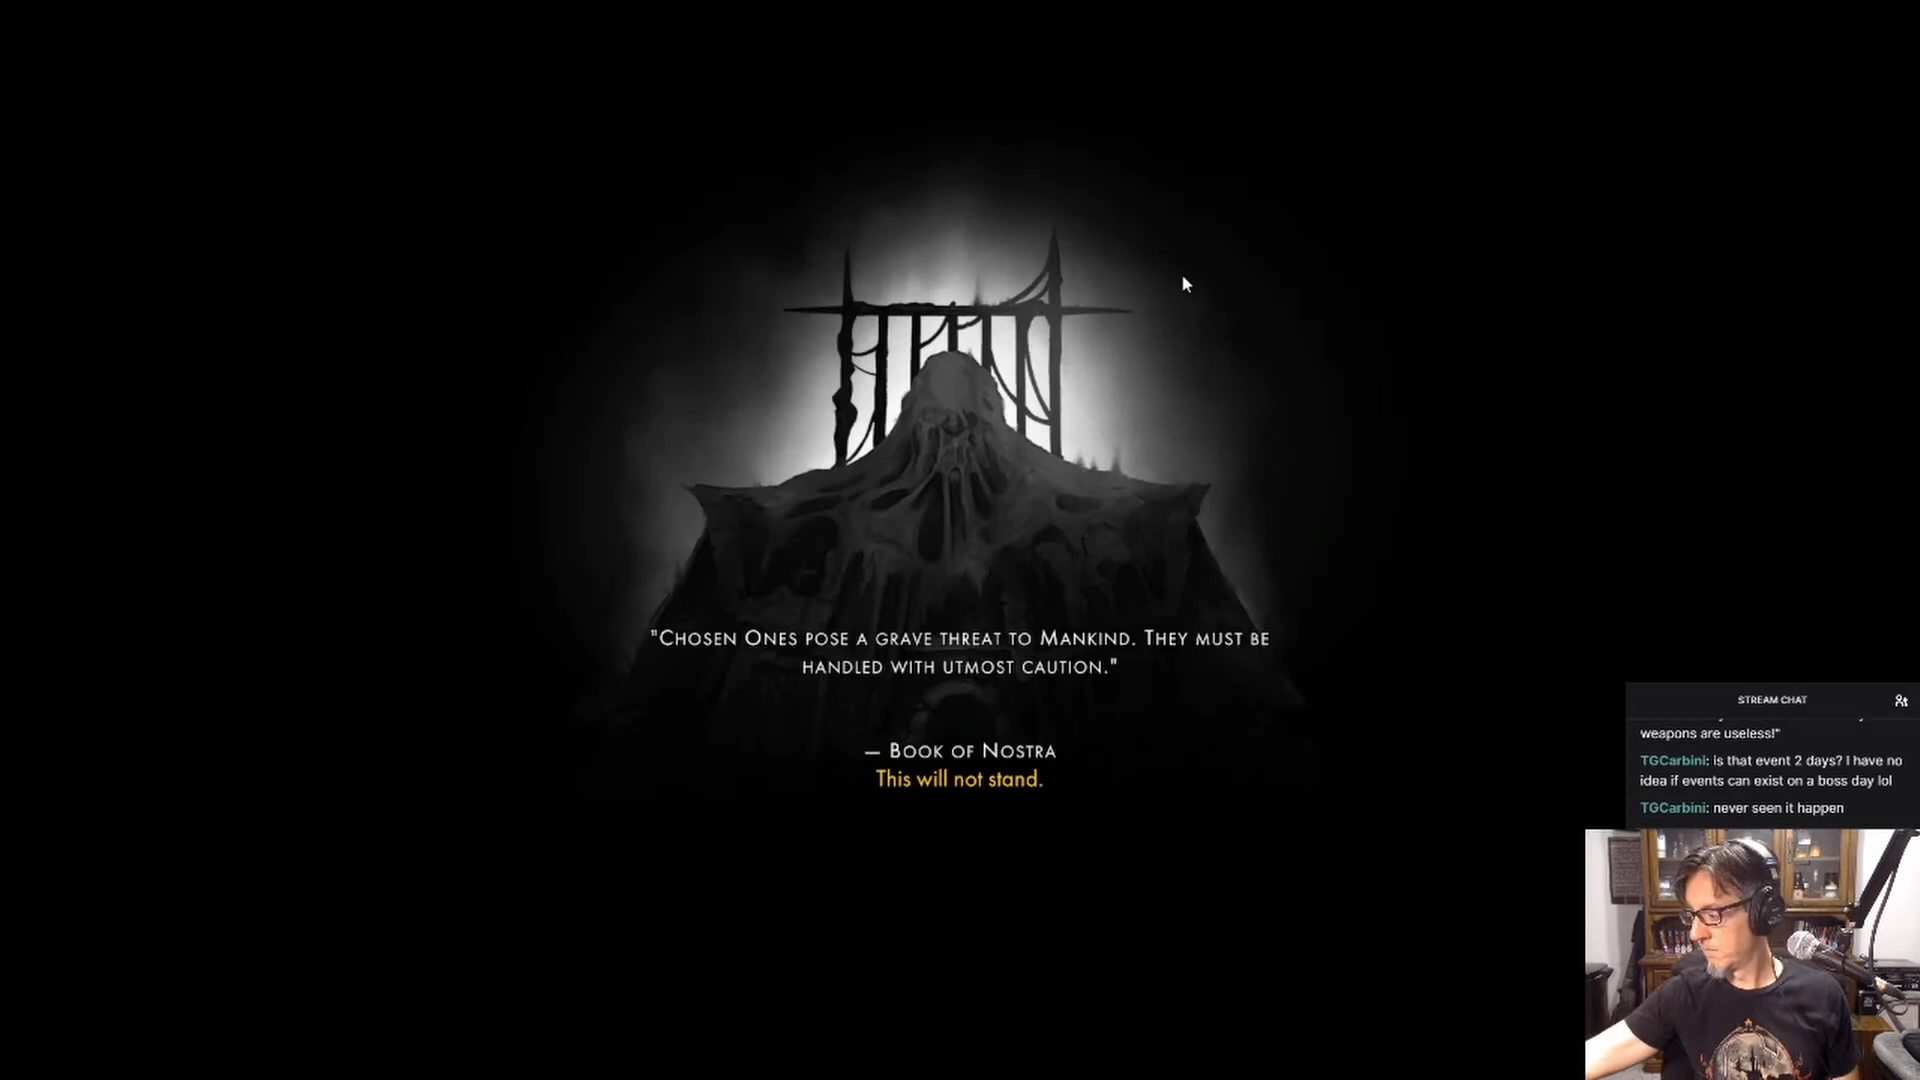 "Chosen Ones pose a grave threat to Mankind. They must be
handled with utmost caution."
— Book of Nostra
This will not stand.
STREAM CHAT
weapons are useless!"
TGCarbini: is that event 2 days? I have no
idea if events can exist on a boss day lol
TGCarbini: never seen it happen